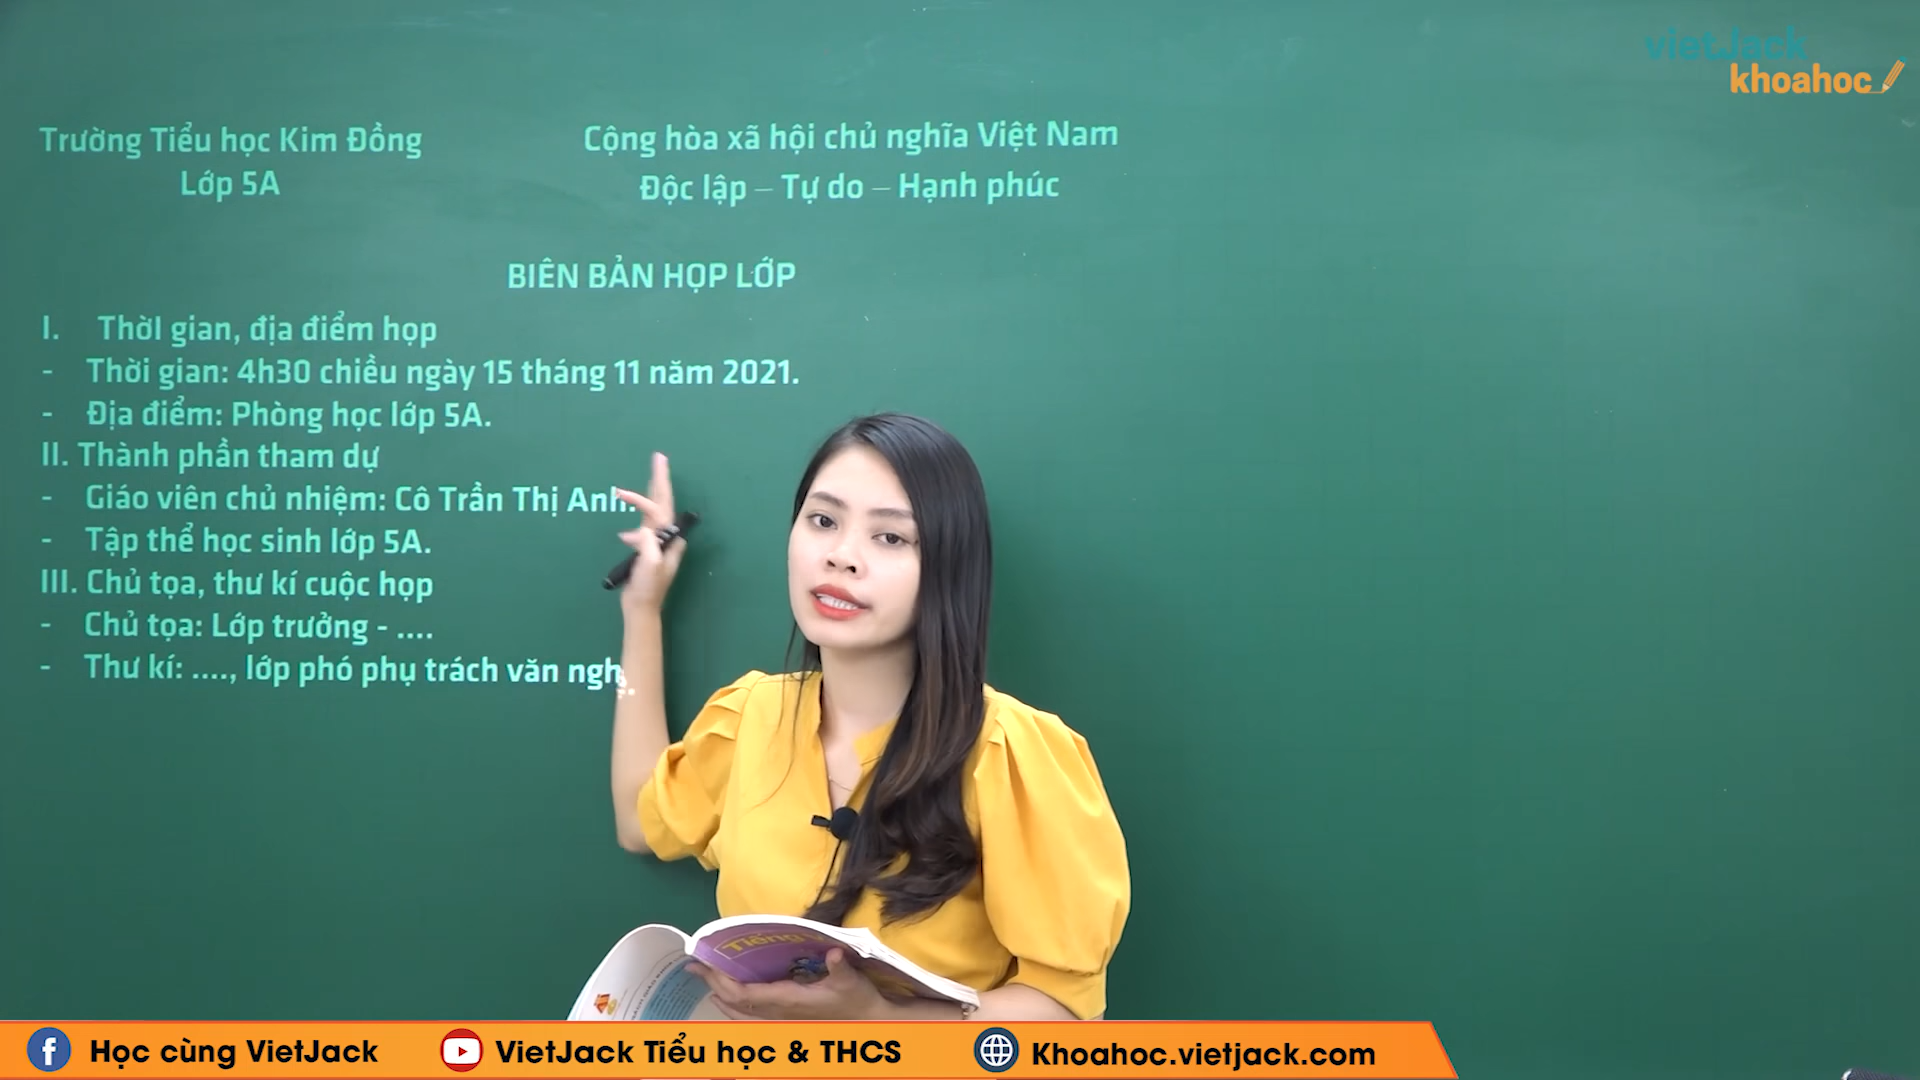 vietJack
khoahoc
Trường Tiểu học Kim Đồng
Lớp 5A
Cộng hòa xã hội chủ nghĩa Việt Nam
Độc lập – Tự do – Hạnh phúc
BIÊN BẢN HỌP LỚP
I. ThờI gian, địa điểm họp
- Thời gian: 4h30 chiều ngày 15 tháng 11 năm 2021.
- Địa điểm: Phòng học lớp 5A.
II. Thành phần tham dự
- Giáo viên chủ nhiệm: Cô Trần Thị Anh.
- Tập thể học sinh lớp 5A.
III. Chủ tọa, thư kí cuộc họp
- Chủ tọa: Lớp trưởng - ....
- Thư kí: ...., lớp phó phụ trách văn nghệ.
Tiếng
Học cùng VietJack
VietJack Tiểu học & THCS
Khoahoc.vietjack.com